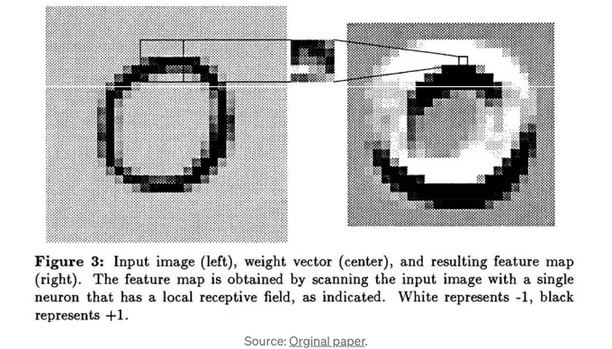 Figure 3: Input image (left), weight vector (center), and resulting feature map
(right). The feature map is obtained by scanning the input image with a single
neuron that has a local receptive field, as indicated. White represents -1, black
represents +1.
Source: Orginal paper.